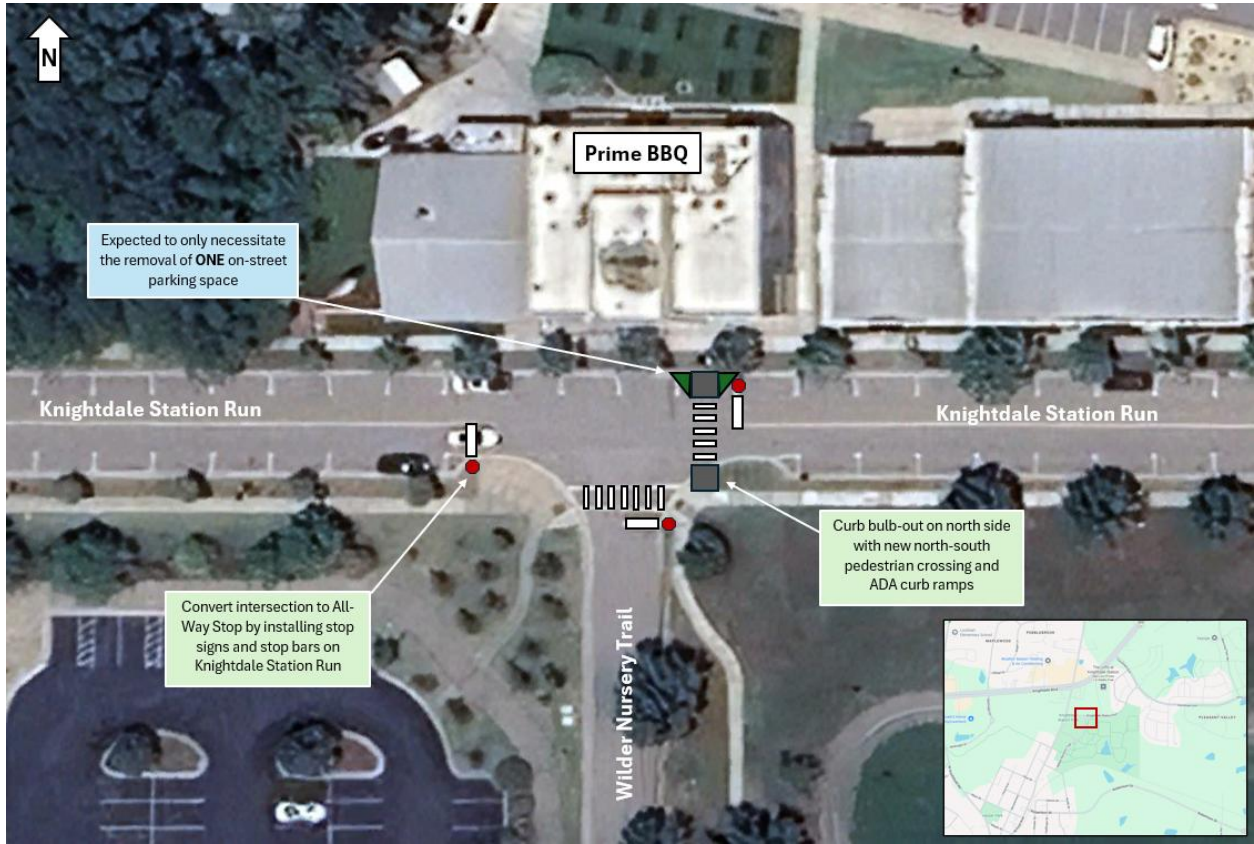 N
Prime BBQ
Expected to only necessitate
the removal of ONE on-street
parking space
Knightdale Station Run
Knightdale Station Run
Curb bulb-out on north side
with new north-south
pedestrian crossing and
ADA curb ramps
Convert intersection to All-
Way Stop by installing stop
signs and stop bars on
Knightdale Station Run
Wilder Nursery Trail